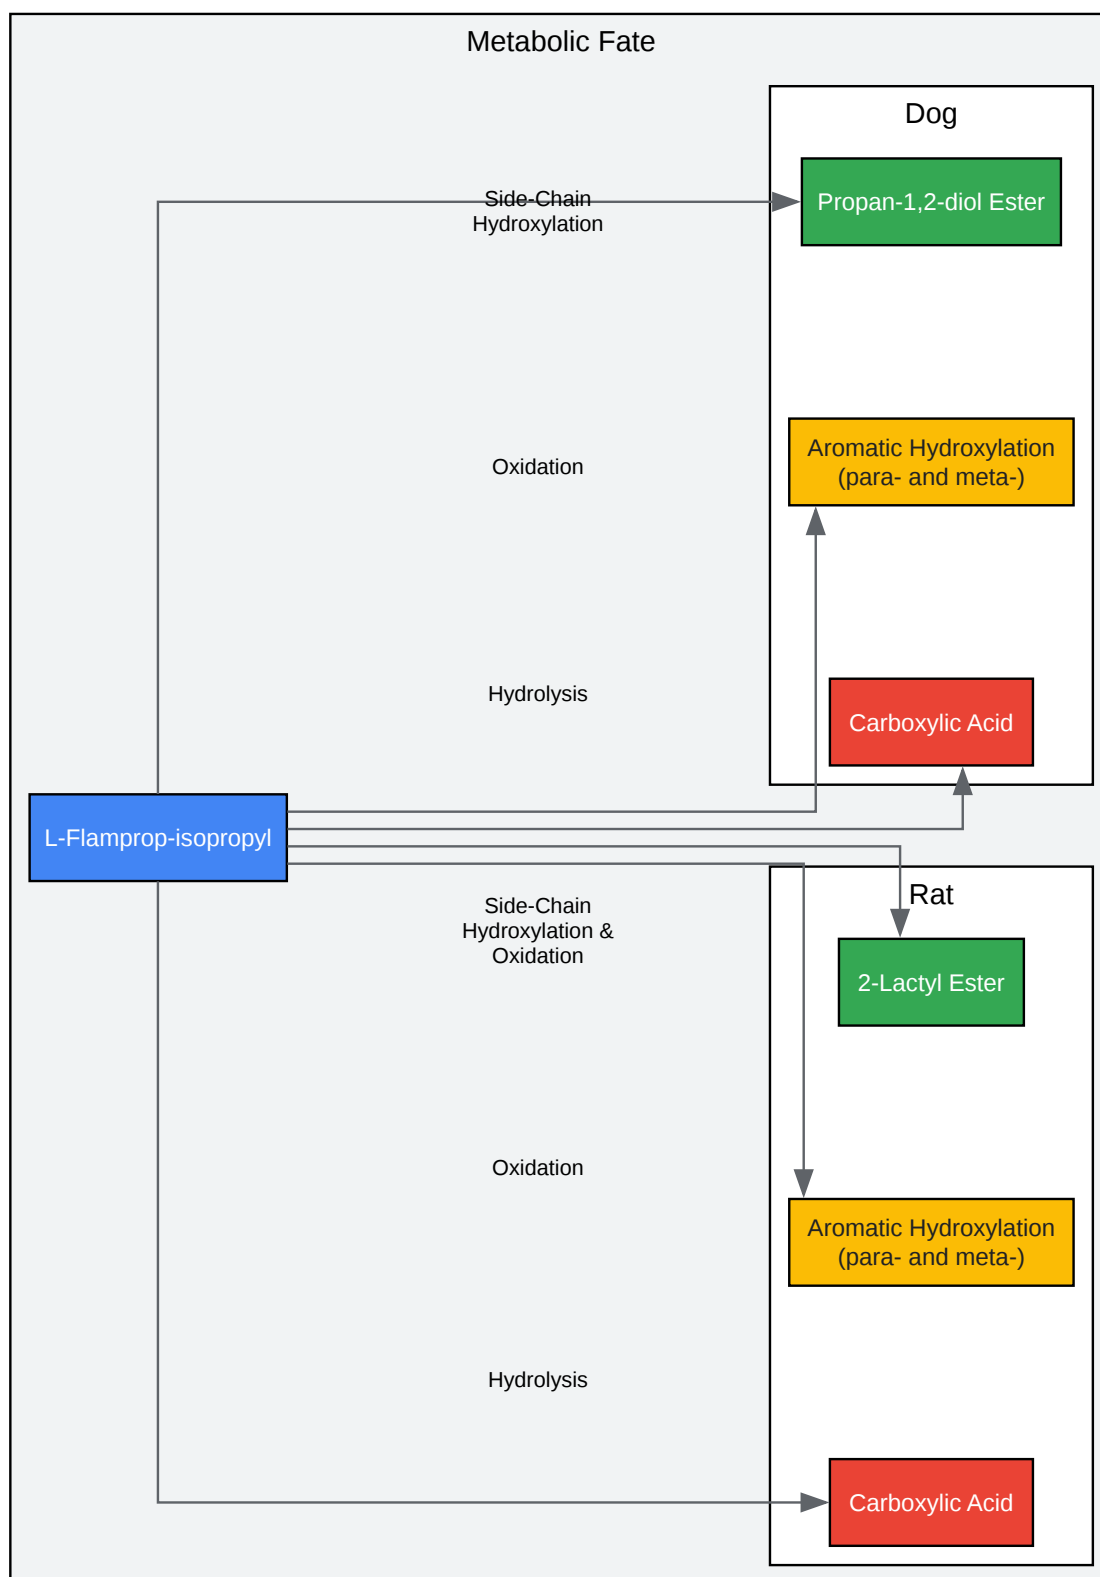 Metabolic Fate
Dog
Side-Chain
Hydroxylation
Propan-1,2-diol Ester
Oxidation
Aromatic Hydroxylation
(para- and meta-)
Hydrolysis
Carboxylic Acid
L-Flamprop-isopropyl
Rat
Side-Chain
Hydroxylation &
Oxidation
2-Lactyl Ester
Oxidation
Aromatic Hydroxylation
(para- and meta-)
Hydrolysis
Carboxylic Acid